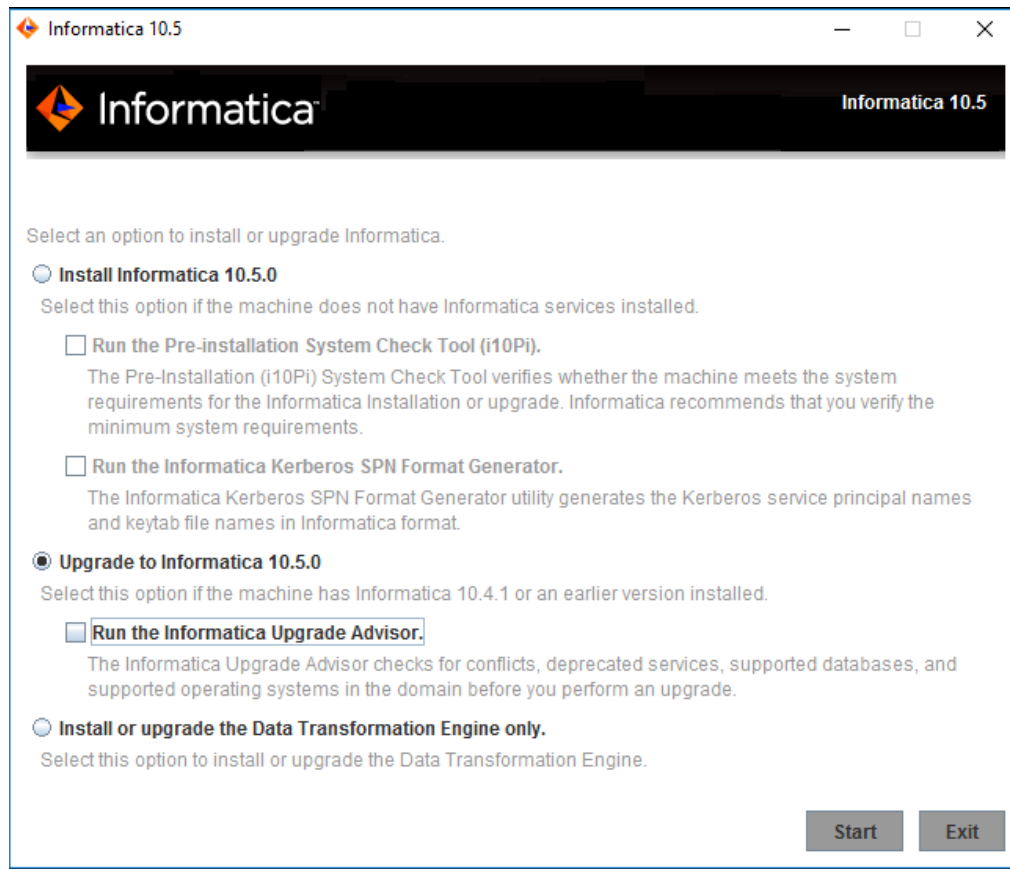 Informatica 10.5
Informatica
Informatica 10.5
Select an option to install or upgrade Informatica.
Install Informatica 10.5.0
Select this option if the machine does not have Informatica services installed.
Run the Pre-installation System Check Tool (i10Pi).
The Pre-Installation (i10Pi) System Check Tool verifies whether the machine meets the system
requirements for the Informatica Installation or upgrade. Informatica recommends that you verify the
minimum system requirements.
Run the Informatica Kerberos SPN Format Generator.
The Informatica Kerberos SPN Format Generator utility generates the Kerberos service principal names
and keytab file names in Informatica format.
Upgrade to Informatica 10.5.0
Select this option if the machine has Informatica 10.4.1 or an earlier version installed.
Run the Informatica Upgrade Advisor.
The Informatica Upgrade Advisor checks for conflicts, deprecated services, supported databases, and
supported operating systems in the domain before you perform an upgrade.
Install or upgrade the Data Transformation Engine only.
Select this option to install or upgrade the Data Transformation Engine.
Start Exit